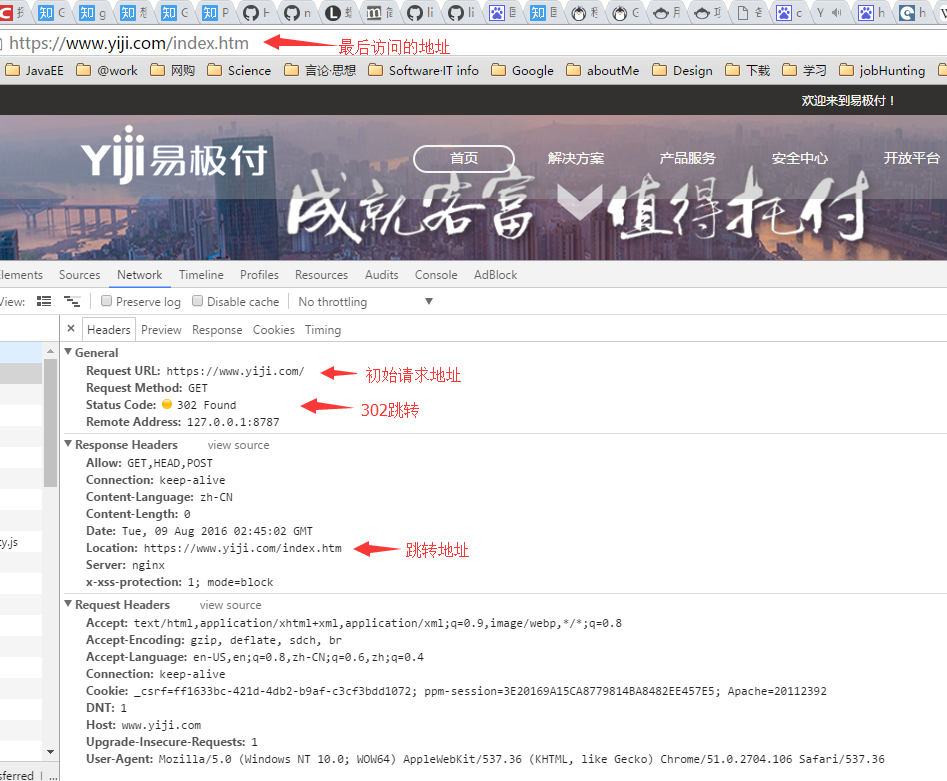 https://www.yiji.com/index.htm 最后访问的地址
JavaEE @work 网购 Science 言论·思想 Software·IT info Google aboutMe Design 下载 学习 jobHunting
欢迎来到易极付！
Yiji易极付 首页 解决方案 产品服务 安全中心 开放平台
成就客富 值得托付
Elements Sources Network Timeline Profiles Resources Audits Console AdBlock
View: Preserve log Disable cache No throttling ▼
× Headers Preview Response Cookies Timing
General
Request URL: https://www.yiji.com/ 初始请求地址
Request Method: GET
Status Code: 302 Found 302跳转
Remote Address: 127.0.0.1:8787
Response Headers view source
Allow: GET,HEAD,POST
Connection: keep-alive
Content-Language: zh-CN
Content-Length: 0
Date: Tue, 09 Aug 2016 02:45:02 GMT
ty.js
Location: https://www.yiji.com/index.htm 跳转地址
Server: nginx
x-xss-protection: 1; mode=block
Request Headers view source
Accept: text/html,application/xhtml+xml,application/xml;q=0.9,image/webp,*/*;q=0.8
Accept-Encoding: gzip, deflate, sdch, br
Accept-Language: en-US,en;q=0.8,zh-CN;q=0.6,zh;q=0.4
Connection: keep-alive
Cookie: _csrf=ff1633bc-421d-4db2-b9af-c3cf3bdd1072; ppm-session=3E20169A15CA8779814BA8482EE457E5; Apache=20112392
DNT: 1
Host: www.yiji.com
Upgrade-Insecure-Requests: 1
User-Agent: Mozilla/5.0 (Windows NT 10.0; WOW64) AppleWebKit/537.36 (KHTML, like Gecko) Chrome/51.0.2704.106 Safari/537.36
sferred | ...